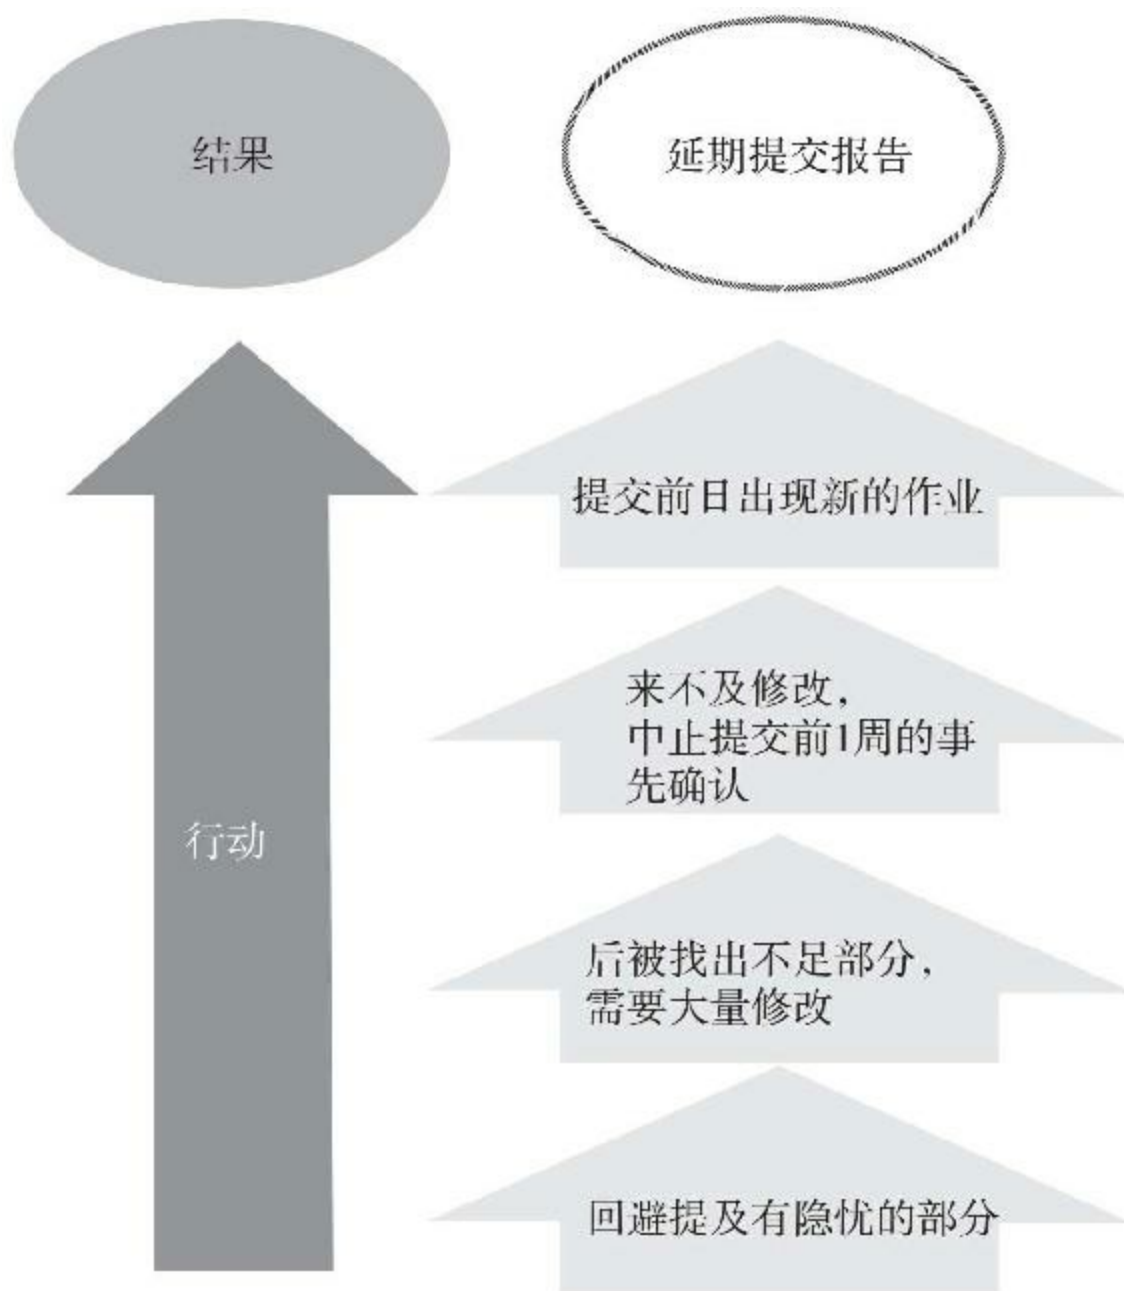 结果
延期提交报告
提交前日出现新的作业
来不及修改，
中止提交前1周的事
先确认
行动
后被找出不足部分，
需要大量修改
回避提及有隐忧的部分